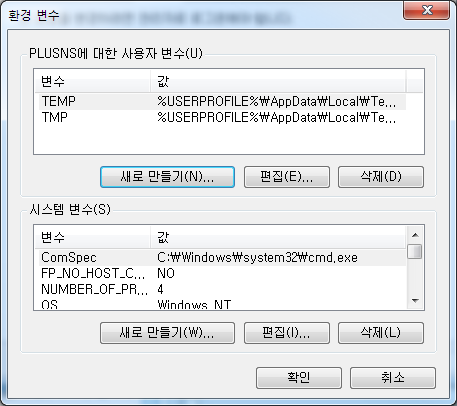 환경 변수
PLUSNS에 대한 사용자 변수(U)
변수 값
TEMP %USERPROFILE%₩AppData₩Local₩Te...
TMP %USERPROFILE%₩AppData₩Local₩Te...
새로 만들기(N)... 편집(E)... 삭제(D)
시스템 변수(S)
변수 값
ComSpec C:₩Windows₩system32₩cmd.exe
FP_NO_HOST_C... NO
NUMBER_OF_PR... 4
OS Windows_NT
새로 만들기(W)... 편집(I)... 삭제(L)
확인 취소